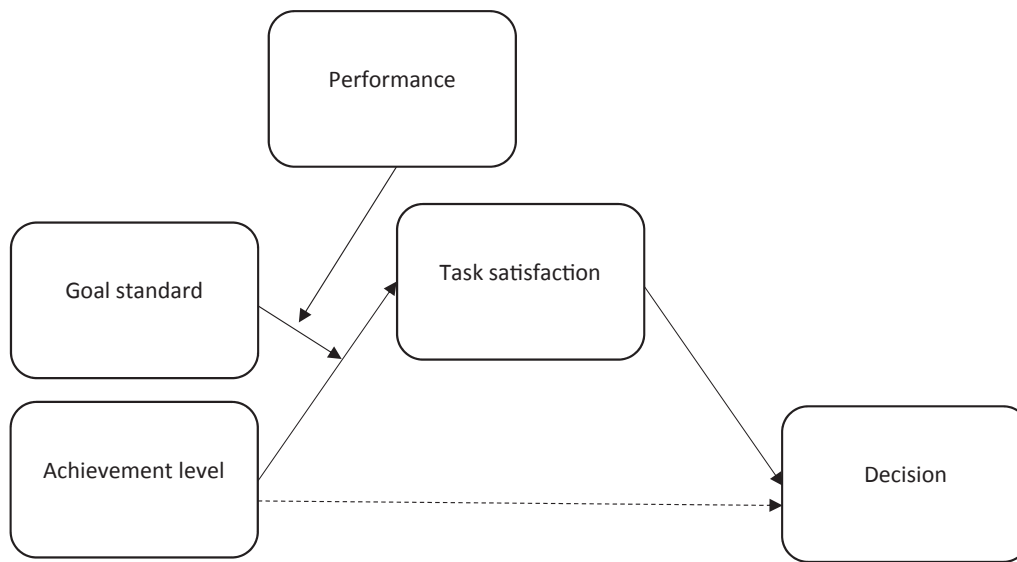 Performance
Task satisfaction
Goal standard
Achievement level
Decision